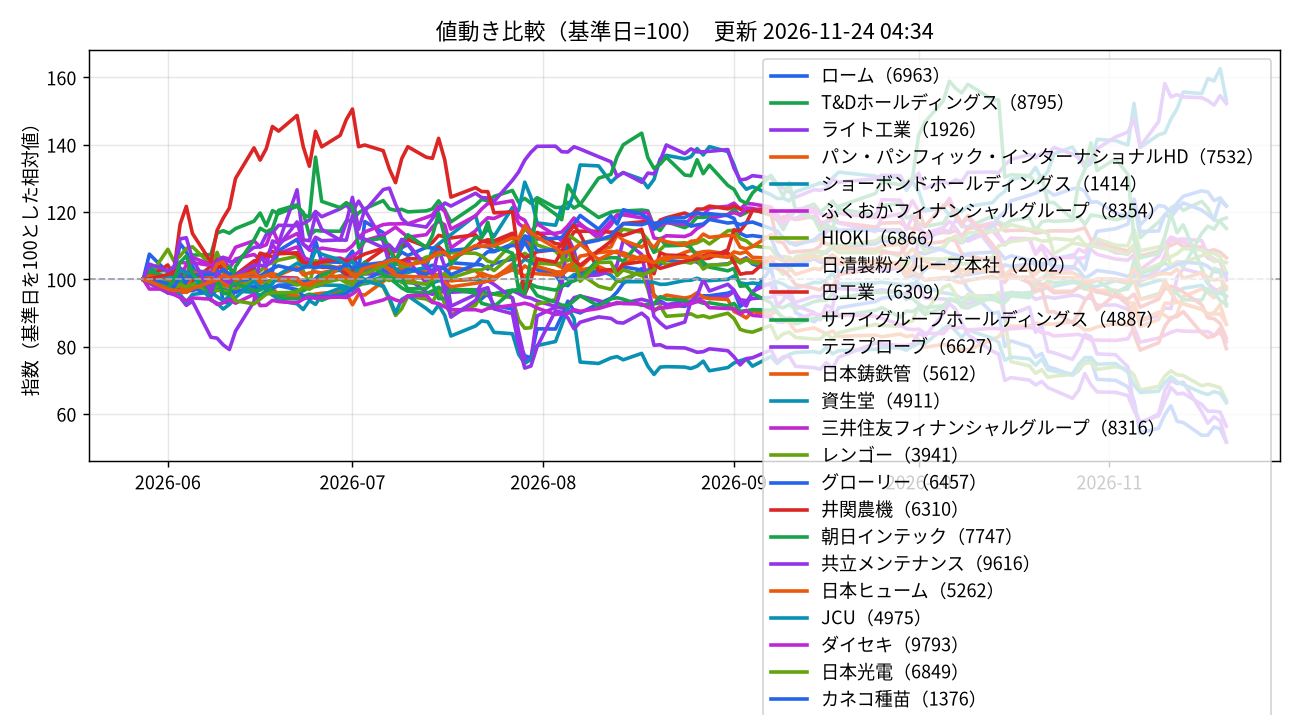 値動き比較（基準日=100） 更新 2026-11-24 04:34
指数（基準日を100とした相対値）
160
140
120
100
80
60
2026-06
2026-07
2026-08
2026-09
2026-11
ローム（6963）
T&Dホールディングス（8795）
ライト工業（1926）
パン・パシフィック・インターナショナルHD（7532）
ショーボンドホールディングス（1414）
ふくおかフィナンシャルグループ（8354）
HIOKI（6866）
日清製粉グループ本社（2002）
巴工業（6309）
サワイグループホールディングス（4887）
テラプローブ（6627）
日本鋳鉄管（5612）
資生堂（4911）
三井住友フィナンシャルグループ（8316）
レンゴー（3941）
グローリー（6457）
井関農機（6310）
朝日インテック（7747）
共立メンテナンス（9616）
日本ヒューム（5262）
JCU（4975）
ダイセキ（9793）
日本光電（6849）
カネコ種苗（1376）